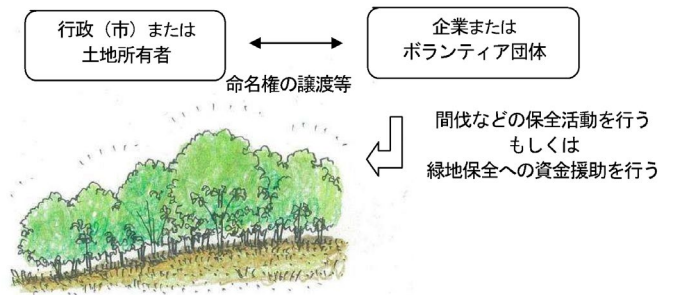 行政（市）または
土地所有者
企業または
ボランティア団体
命名権の譲渡等
間伐などの保全活動を行う
もしくは
緑地保全への資金援助を行う